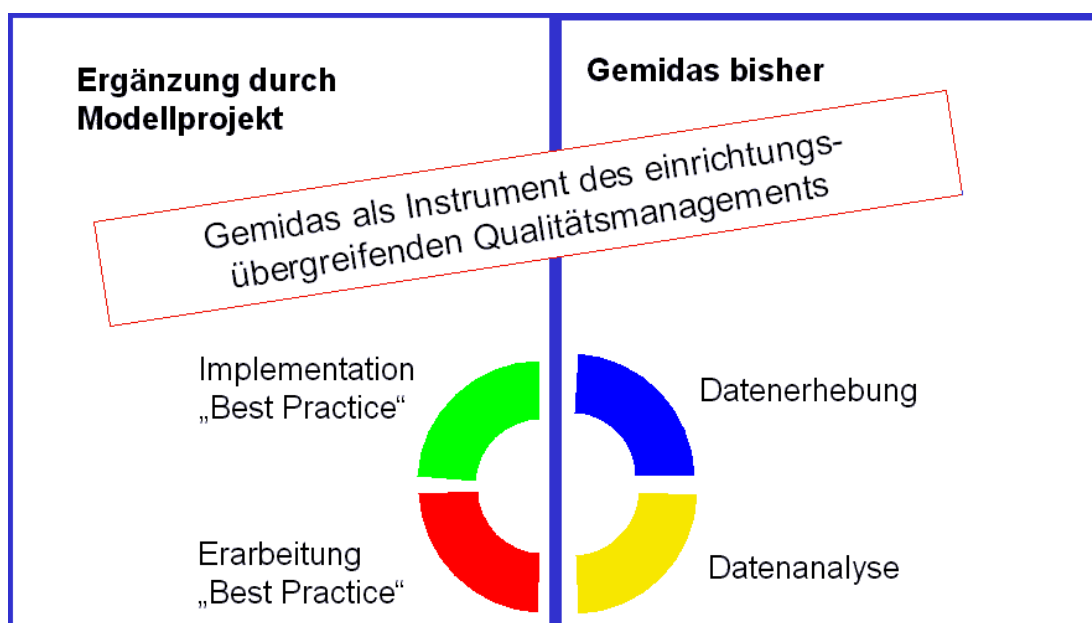 Ergänzung durch
Modellprojekt
Gemidas bisher
Gemidas als Instrument des einrichtungs-
übergreifenden Qualitätsmanagements
Implementation
„Best Practice“
Datenerhebung
Erarbeitung
„Best Practice“
Datenanalyse